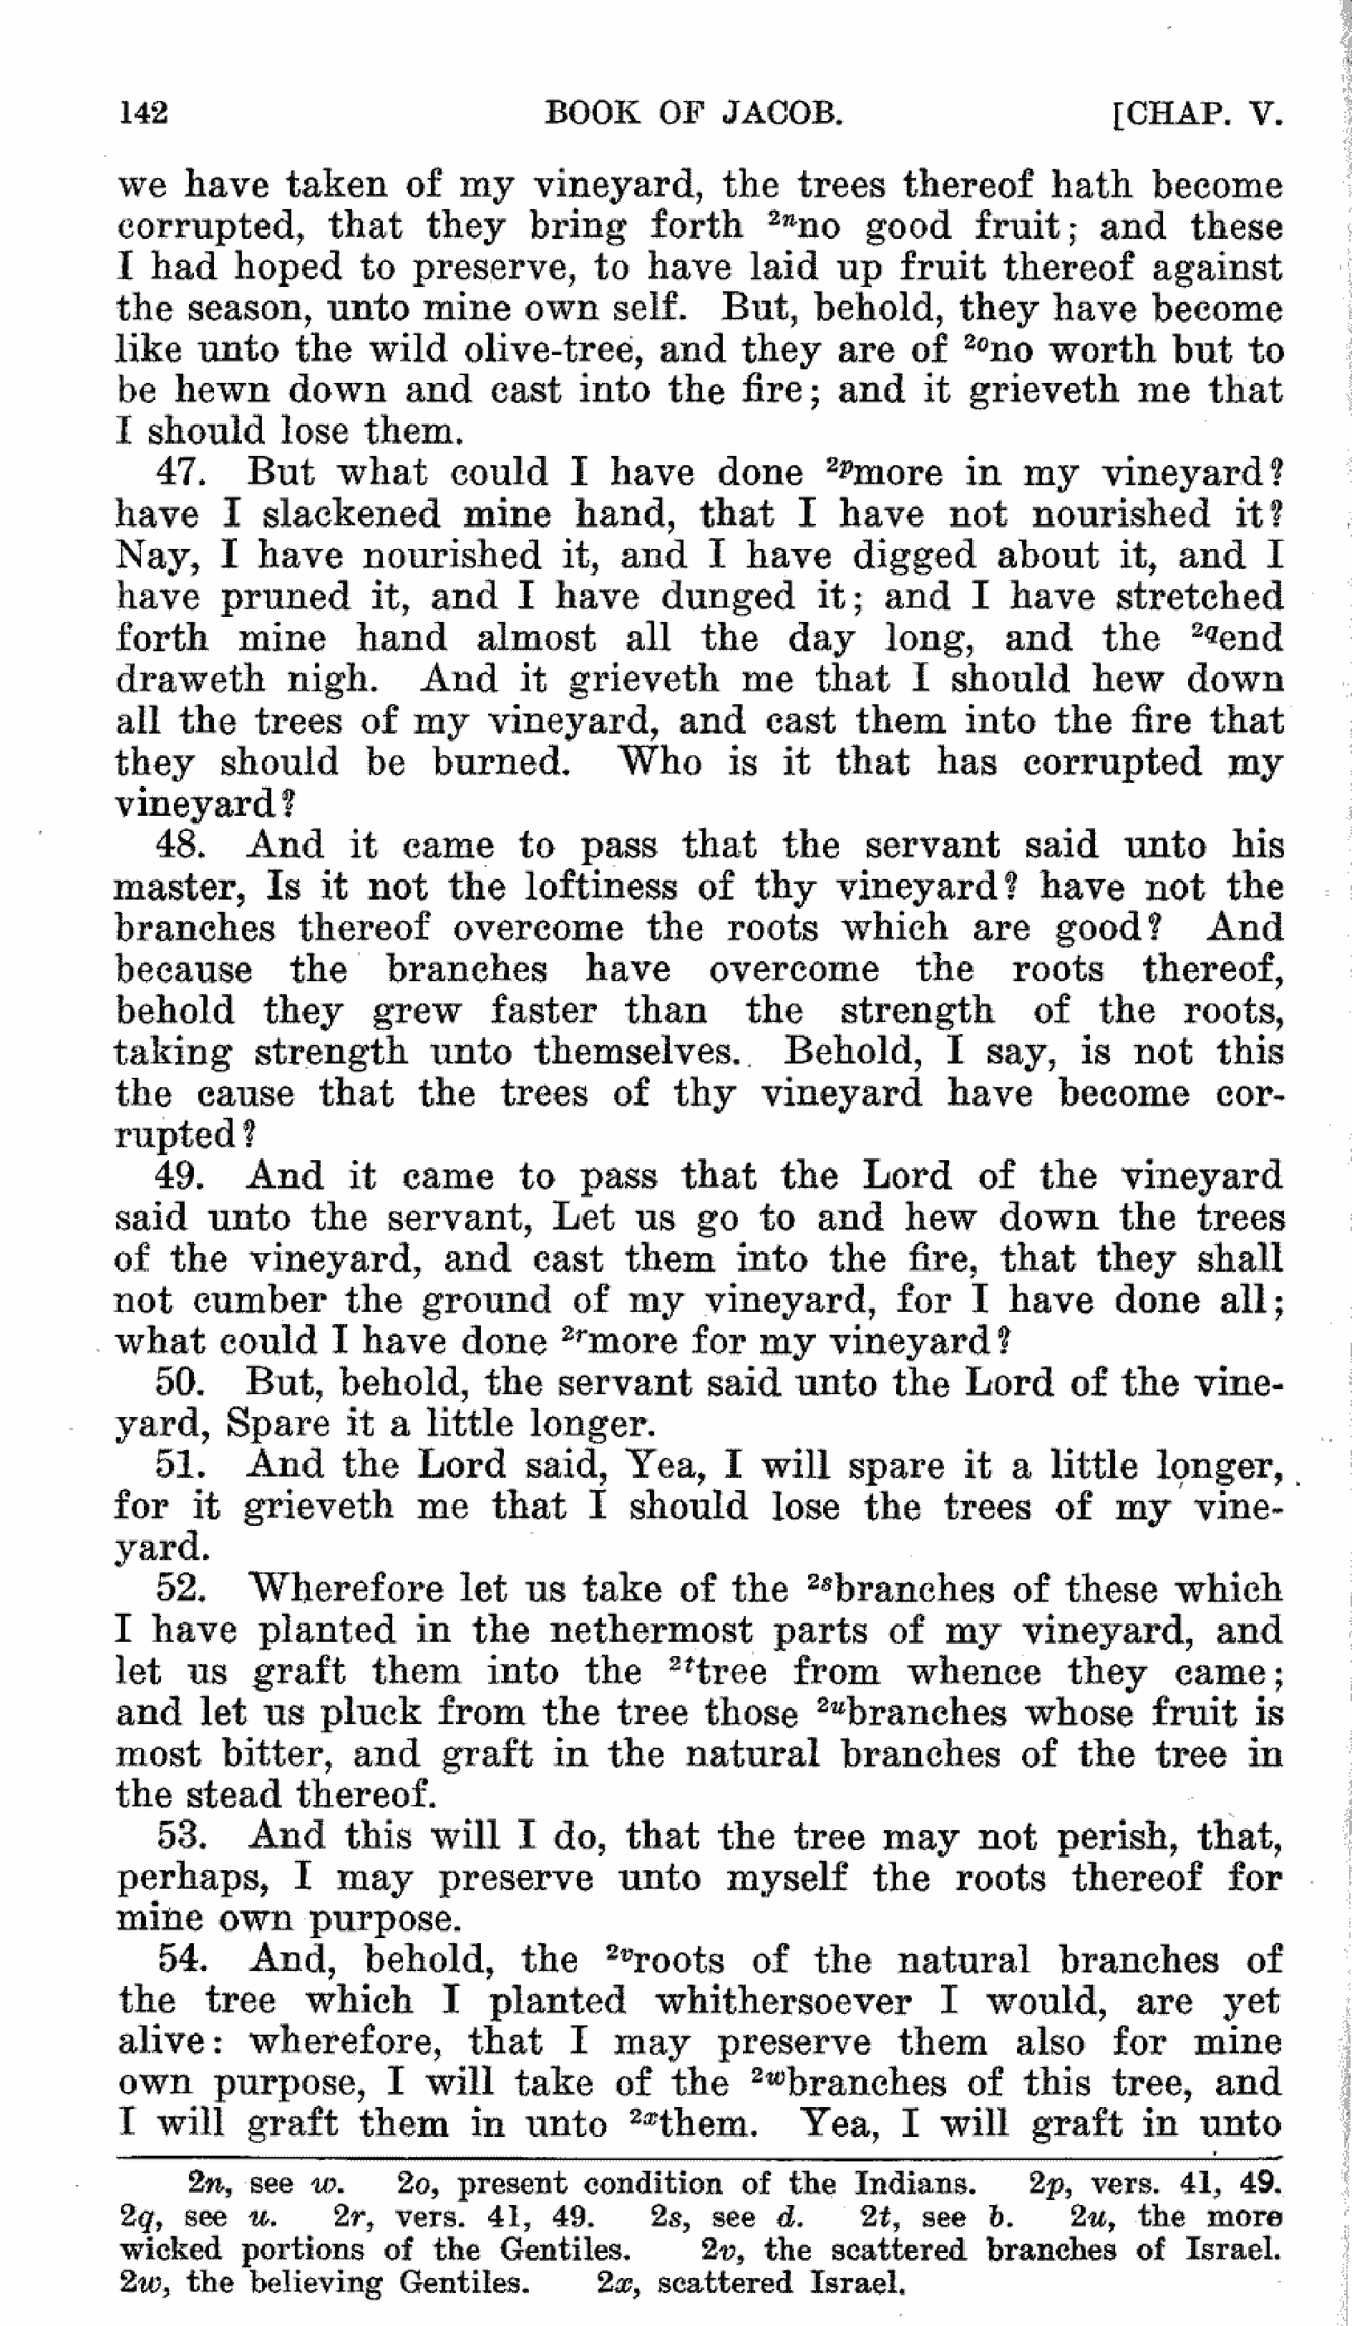 142 BOOK OF JACOB. [CHAP. V.
we have taken of my vineyard, the trees thereof hath become
corrupted, that they bring forth 2nno good fruit; and these
I had hoped to preserve, to have laid up fruit thereof against
the season, unto mine own self. But, behold, they have become
like unto the wild olive-tree, and they are of 2ono worth but to
be hewn down and cast into the fire; and it grieveth me that
I should lose them.
47. But what could I have done 2pmore in my vineyard?
have I slackened mine hand, that I have not nourished it?
Nay, I have nourished it, and I have digged about it, and I
have pruned it, and I have dunged it; and I have stretched
forth mine hand almost all the day long, and the 2qend
draweth nigh. And it grieveth me that I should hew down
all the trees of my vineyard, and cast them into the fire that
they should be burned. Who is it that has corrupted my
vineyard?
48. And it came to pass that the servant said unto his
master, Is it not the loftiness of thy vineyard? have not the
branches thereof overcome the roots which are good? And
because the branches have overcome the roots thereof,
behold they grew faster than the strength of the roots,
taking strength unto themselves. Behold, I say, is not this
the cause that the trees of thy vineyard have become cor-
rupted?
49. And it came to pass that the Lord of the vineyard
said unto the servant, Let us go to and hew down the trees
of the vineyard, and cast them into the fire, that they shall
not cumber the ground of my vineyard, for I have done all;
what could I have done 2rmore for my vineyard?
50. But, behold, the servant said unto the Lord of the vine-
yard, Spare it a little longer.
51. And the Lord said, Yea, I will spare it a little longer,
for it grieveth me that I should lose the trees of my vine-
yard.
52. Wherefore let us take of the 2sbranches of these which
I have planted in the nethermost parts of my vineyard, and
let us graft them into the 2ttree from whence they came;
and let us pluck from the tree those 2ubranches whose fruit is
most bitter, and graft in the natural branches of the tree in
the stead thereof.
53. And this will I do, that the tree may not perish, that,
perhaps, I may preserve unto myself the roots thereof for
mine own purpose.
54. And, behold, the 2vroots of the natural branches of
the tree which I planted whithersoever I would, are yet
alive: wherefore, that I may preserve them also for mine
own purpose, I will take of the 2wbranches of this tree, and
I will graft them in unto 2xthem. Yea, I will graft in unto
2n, see w. 2o, present condition of the Indians. 2p, vers. 41, 49.
2q, see u. 2r, vers. 41, 49. 2s, see d. 2t, see b. 2u, the more
wicked portions of the Gentiles. 2v, the scattered branches of Israel.
2w, the believing Gentiles. 2x, scattered Israel.